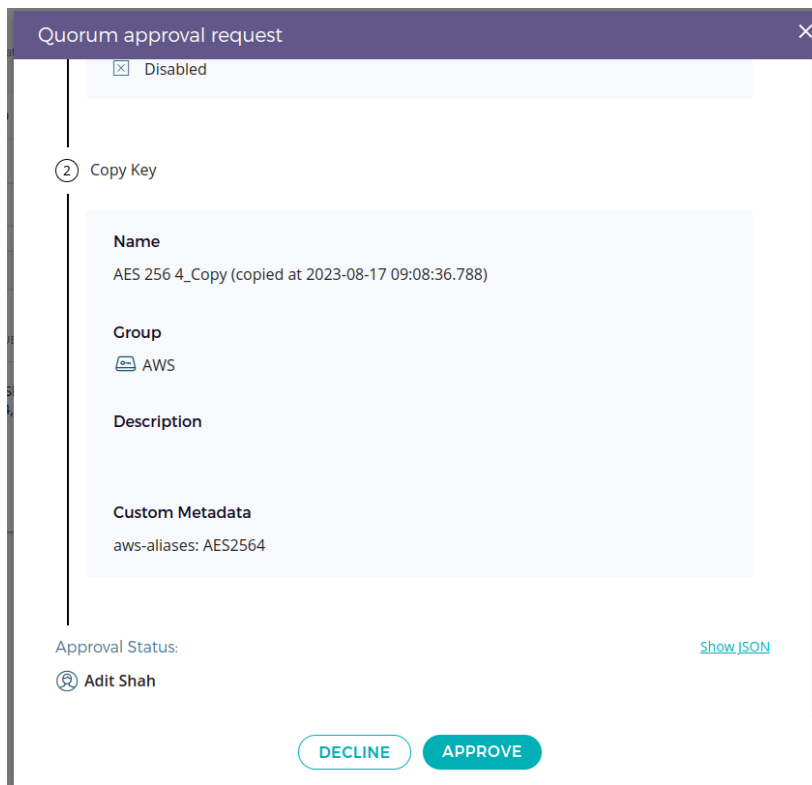 Quorum approval request
Disabled
2 Copy Key
Name
AES 256 4_Copy (copied at 2023-08-17 09:08:36.788)
Group
AWS
Description
Custom Metadata
aws-aliases: AES2564
Approval Status:
Show JSON
Adit Shah
DECLINE
APPROVE